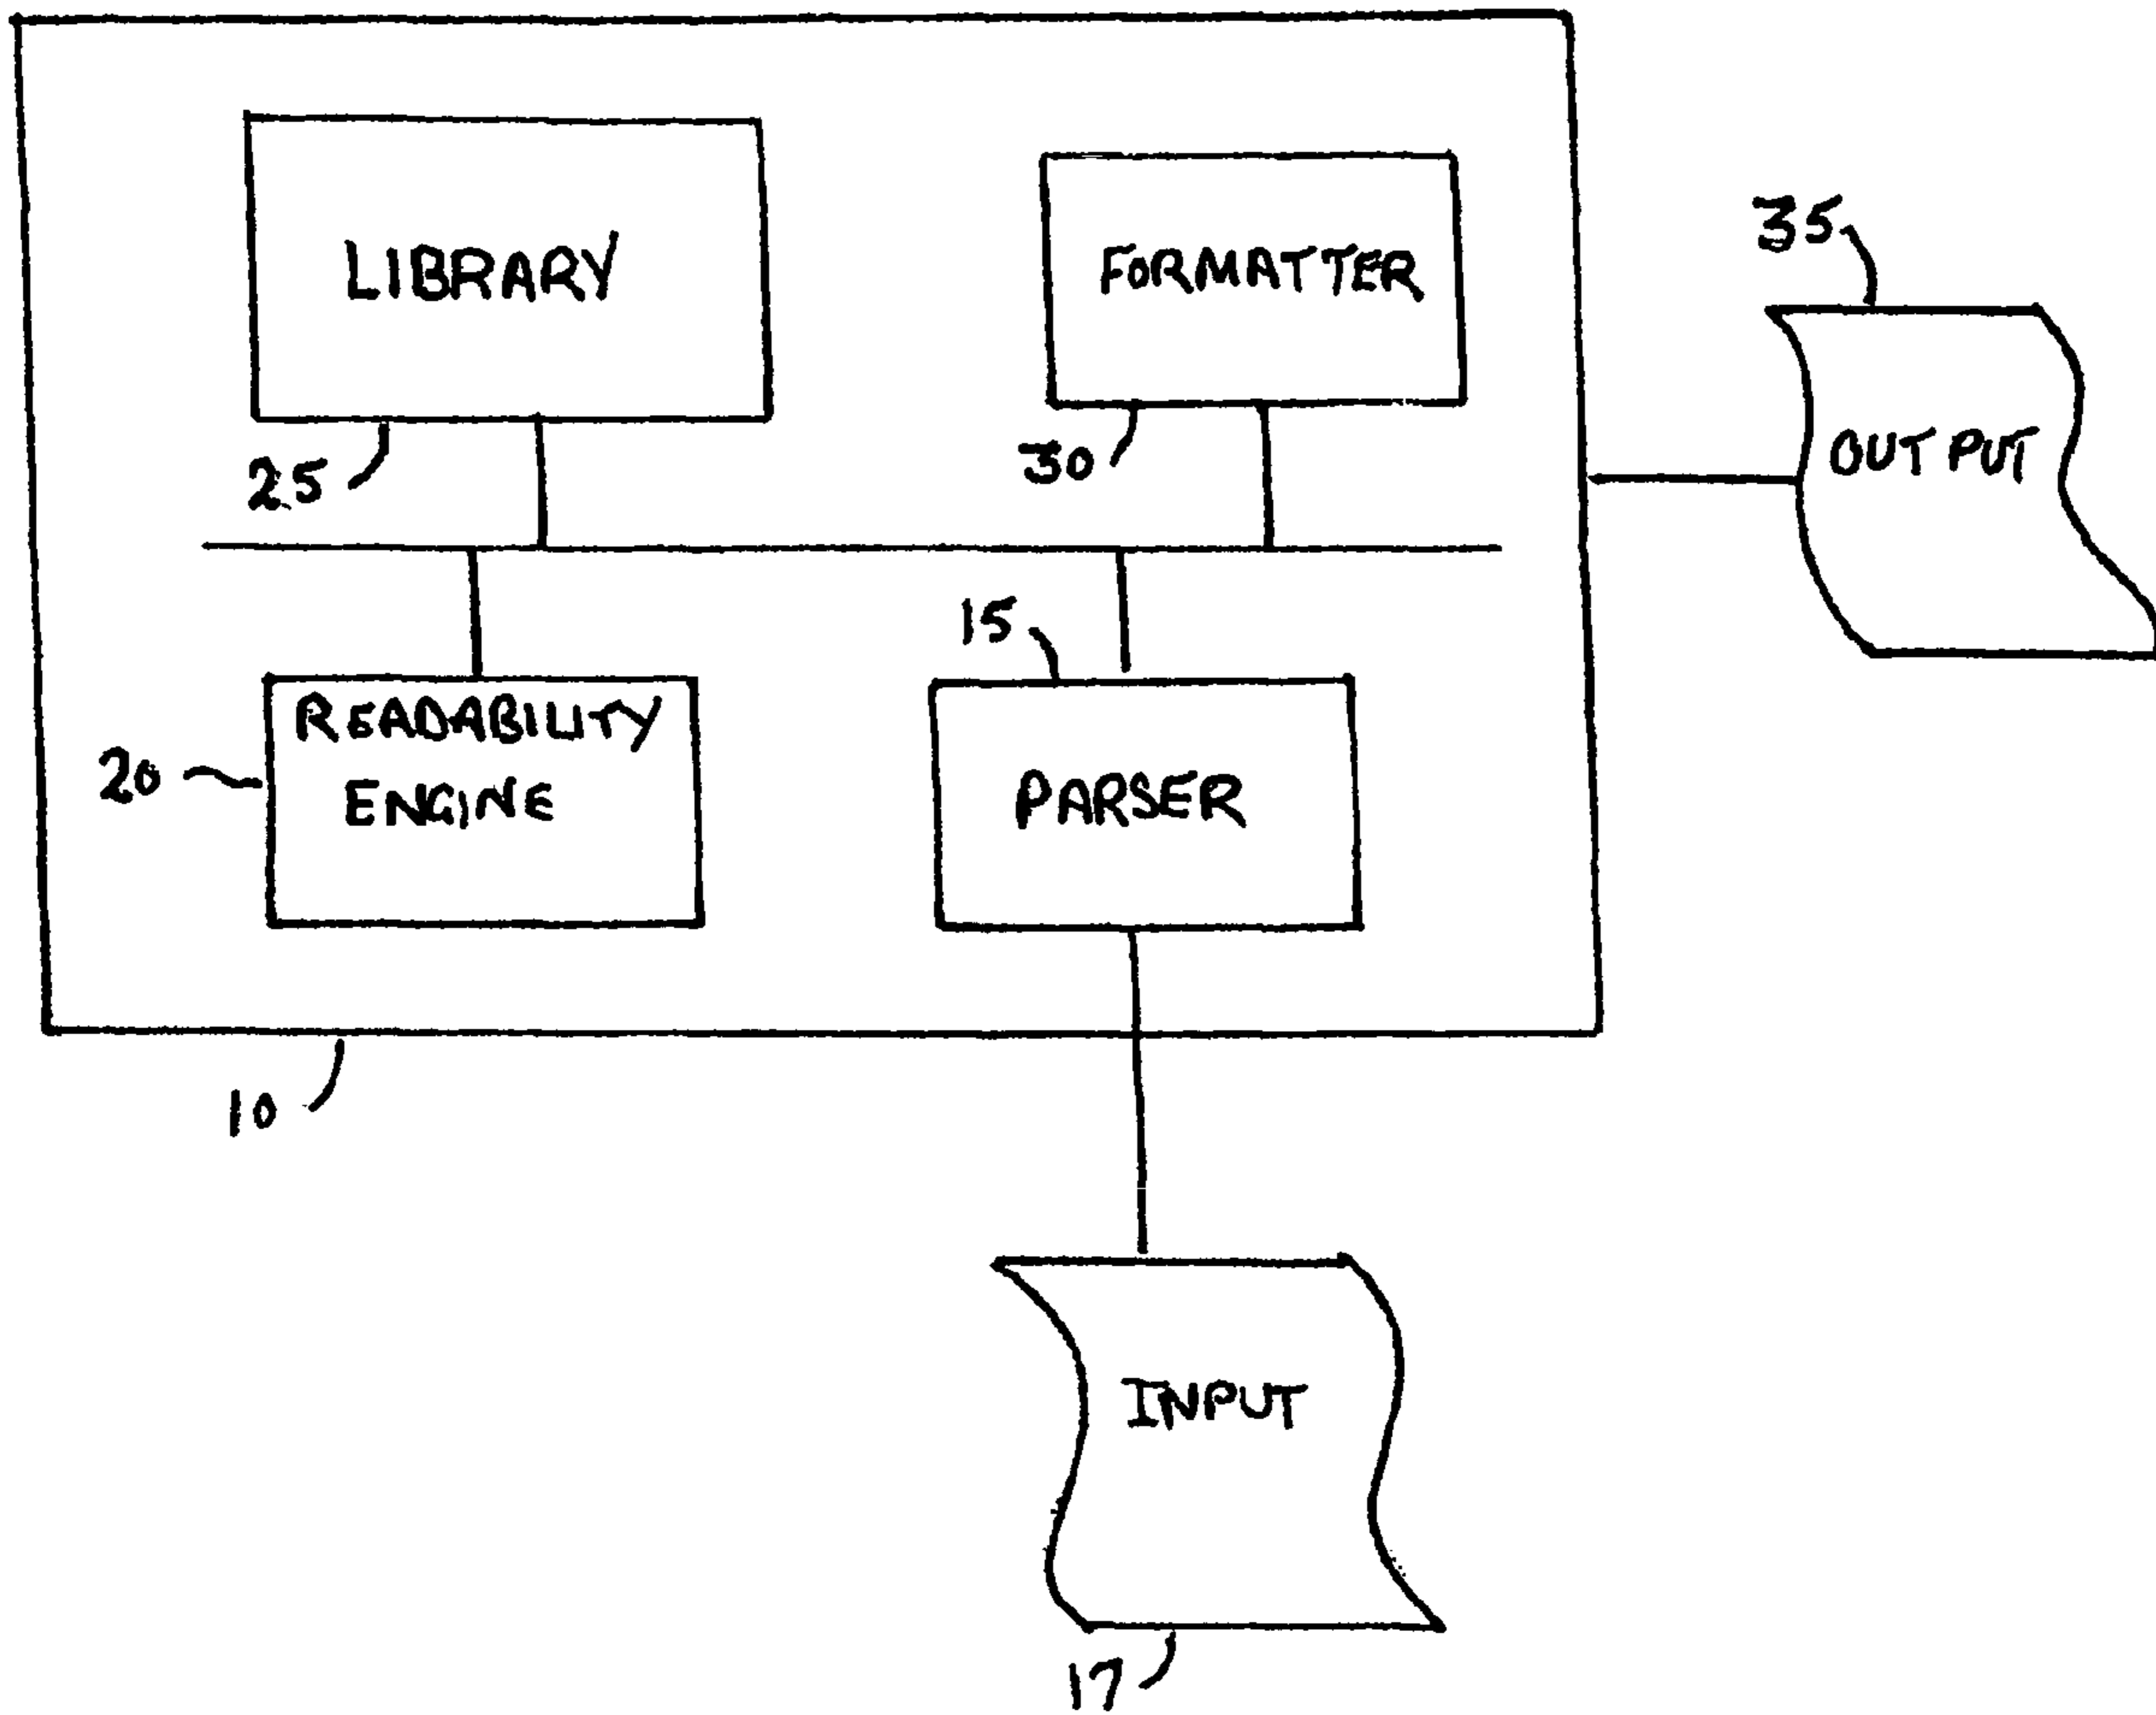 LIBRARY
FORMATTER
35
OUTPUT
25
30
15
READABILITY
ENGINE
20
PARSER
10
INPUT
17